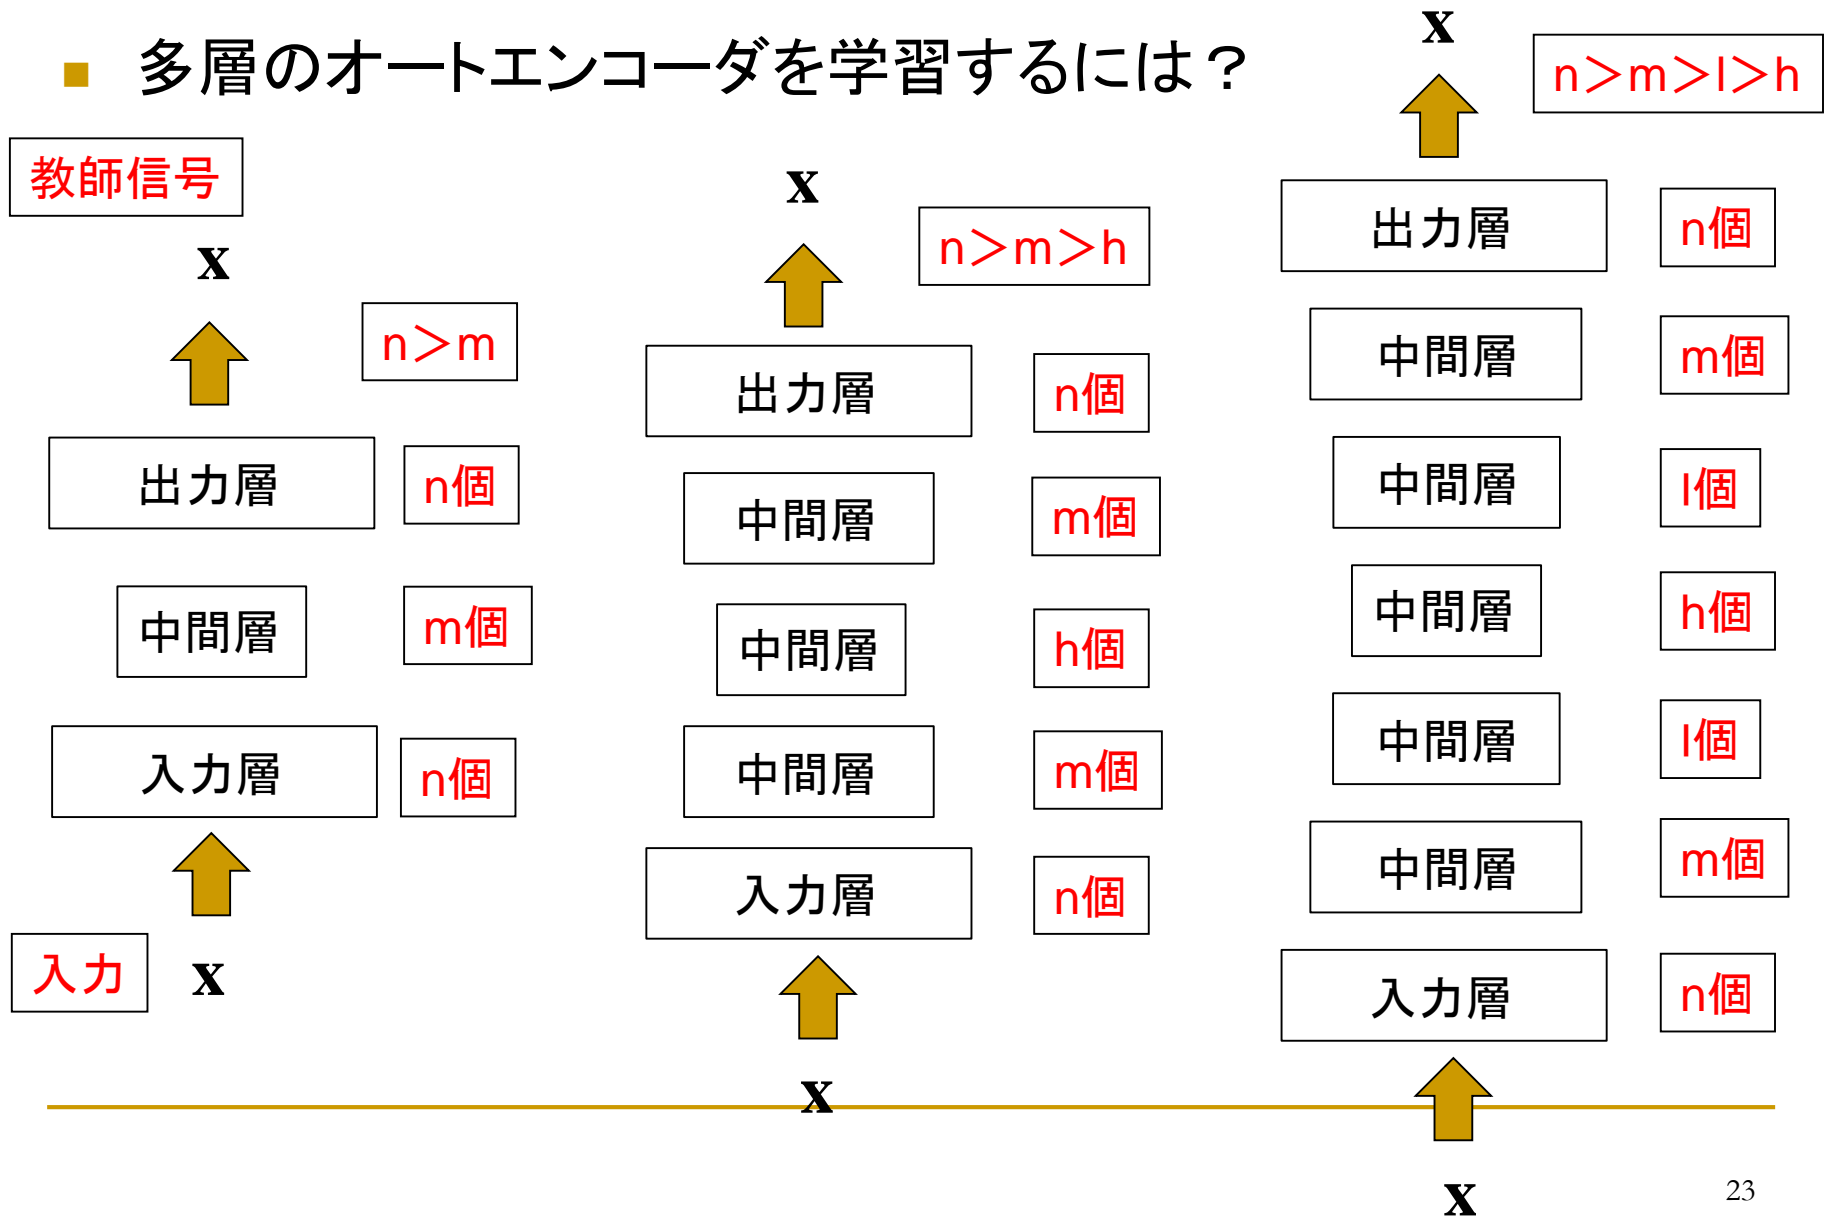 多層のオートエンコーダを学習するには？
教師信号
x
n＞m
出力層
n個
中間層
m個
入力層
n個
入力
x
x
n＞m＞h
出力層
n個
中間層
m個
中間層
h個
中間層
m個
入力層
n個
x
x
n＞m＞l＞h
出力層
n個
中間層
m個
中間層
l個
中間層
h個
中間層
l個
中間層
m個
入力層
n個
x
23